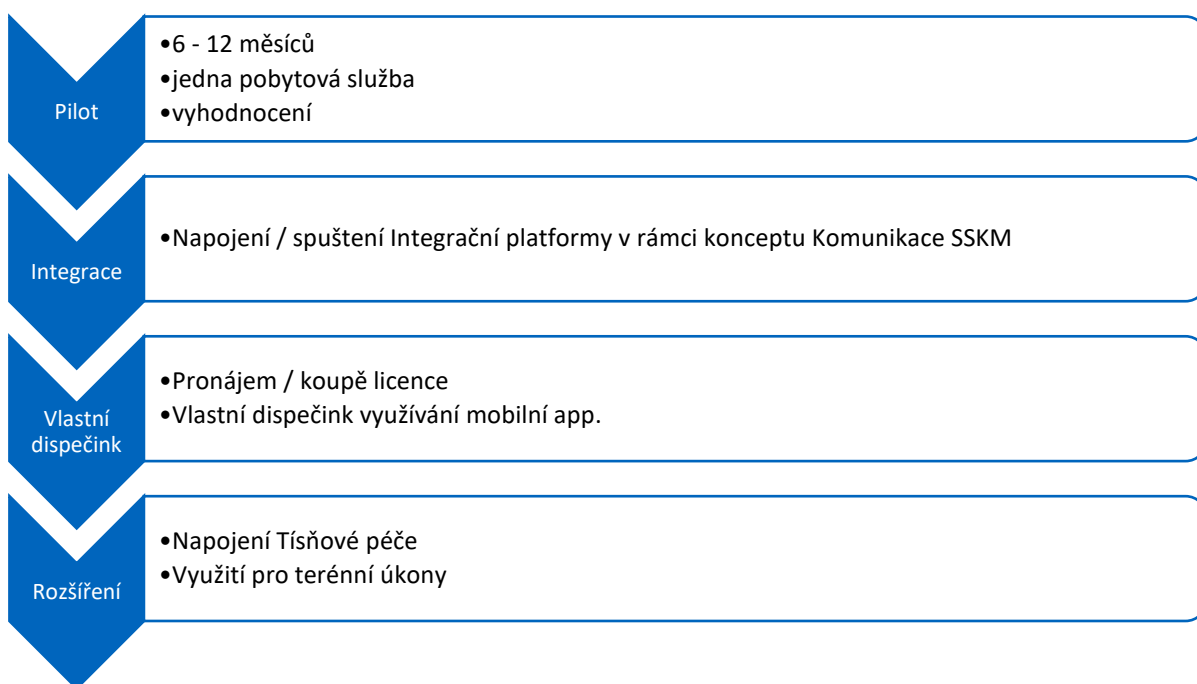 Pilot
•6 - 12 měsíců
•jedna pobytová služba
•vyhodnocení
Integrace
•Napojení / spuštění Integrační platformy v rámci konceptu Komunikace SSKM
Vlastní
dispečink
•Pronájem / koupě licence
•Vlastní dispečink využívání mobilní app.
Rozšíření
•Napojení Tísňové péče
•Využití pro terénní úkony